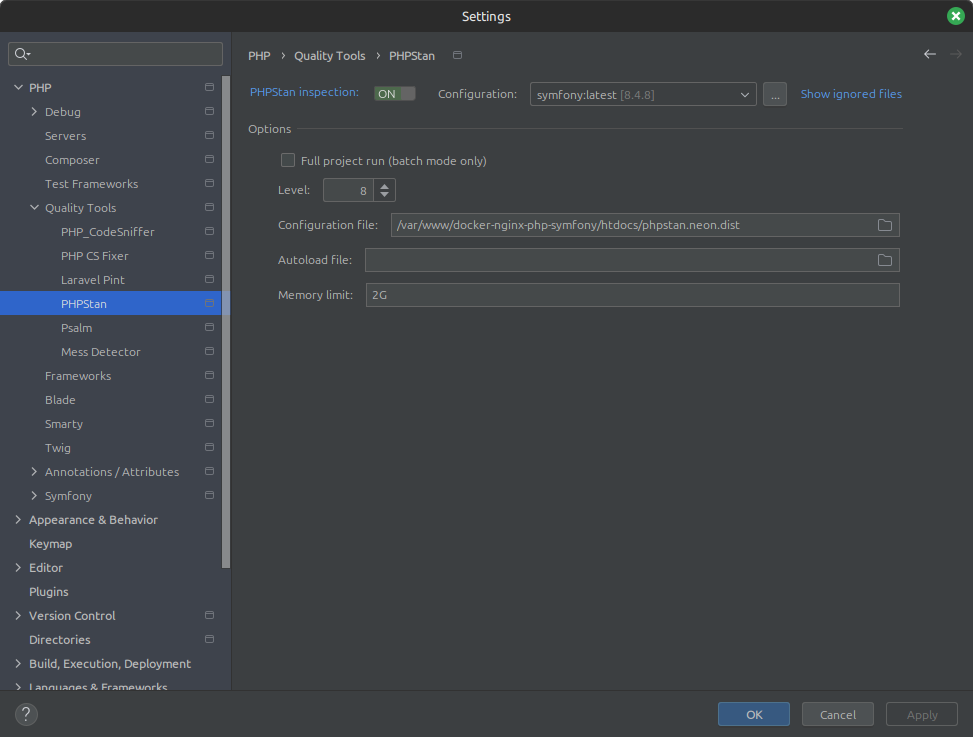 Settings
PHP › Quality Tools › PHPStan
PHP
Debug
Servers
Composer
Test Frameworks
Quality Tools
PHP_CodeSniffer
PHP CS Fixer
Laravel Pint
PHPStan
Psalm
Mess Detector
Frameworks
Blade
Smarty
Twig
Annotations / Attributes
Symfony
Appearance & Behavior
Keymap
Editor
Plugins
Version Control
Directories
Build, Execution, Deployment
Languages & Frameworks
PHPStan inspection: ON Configuration: symfony:latest [8.4.8] ... Show ignored files
Options
Full project run (batch mode only)
Level: 8
Configuration file: /var/www/docker-nginx-php-symfony/htdocs/phpstan.neon.dist
Autoload file:
Memory limit: 2G
? OK Cancel Apply